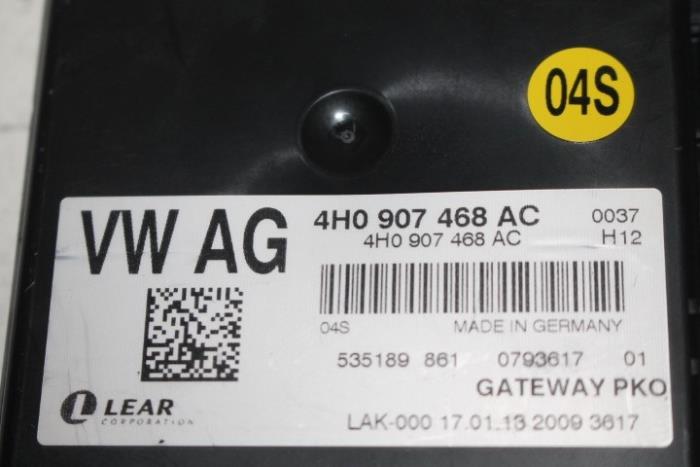 04S
VW AG
4H0 907 468 AC 0037
4H0 907 468 AC H12
04S MADE IN GERMANY
535189 861 0793617 01
GATEWAY PKO
LEAR
CORPORATION
LAK-000 17.01.13 2009 3617